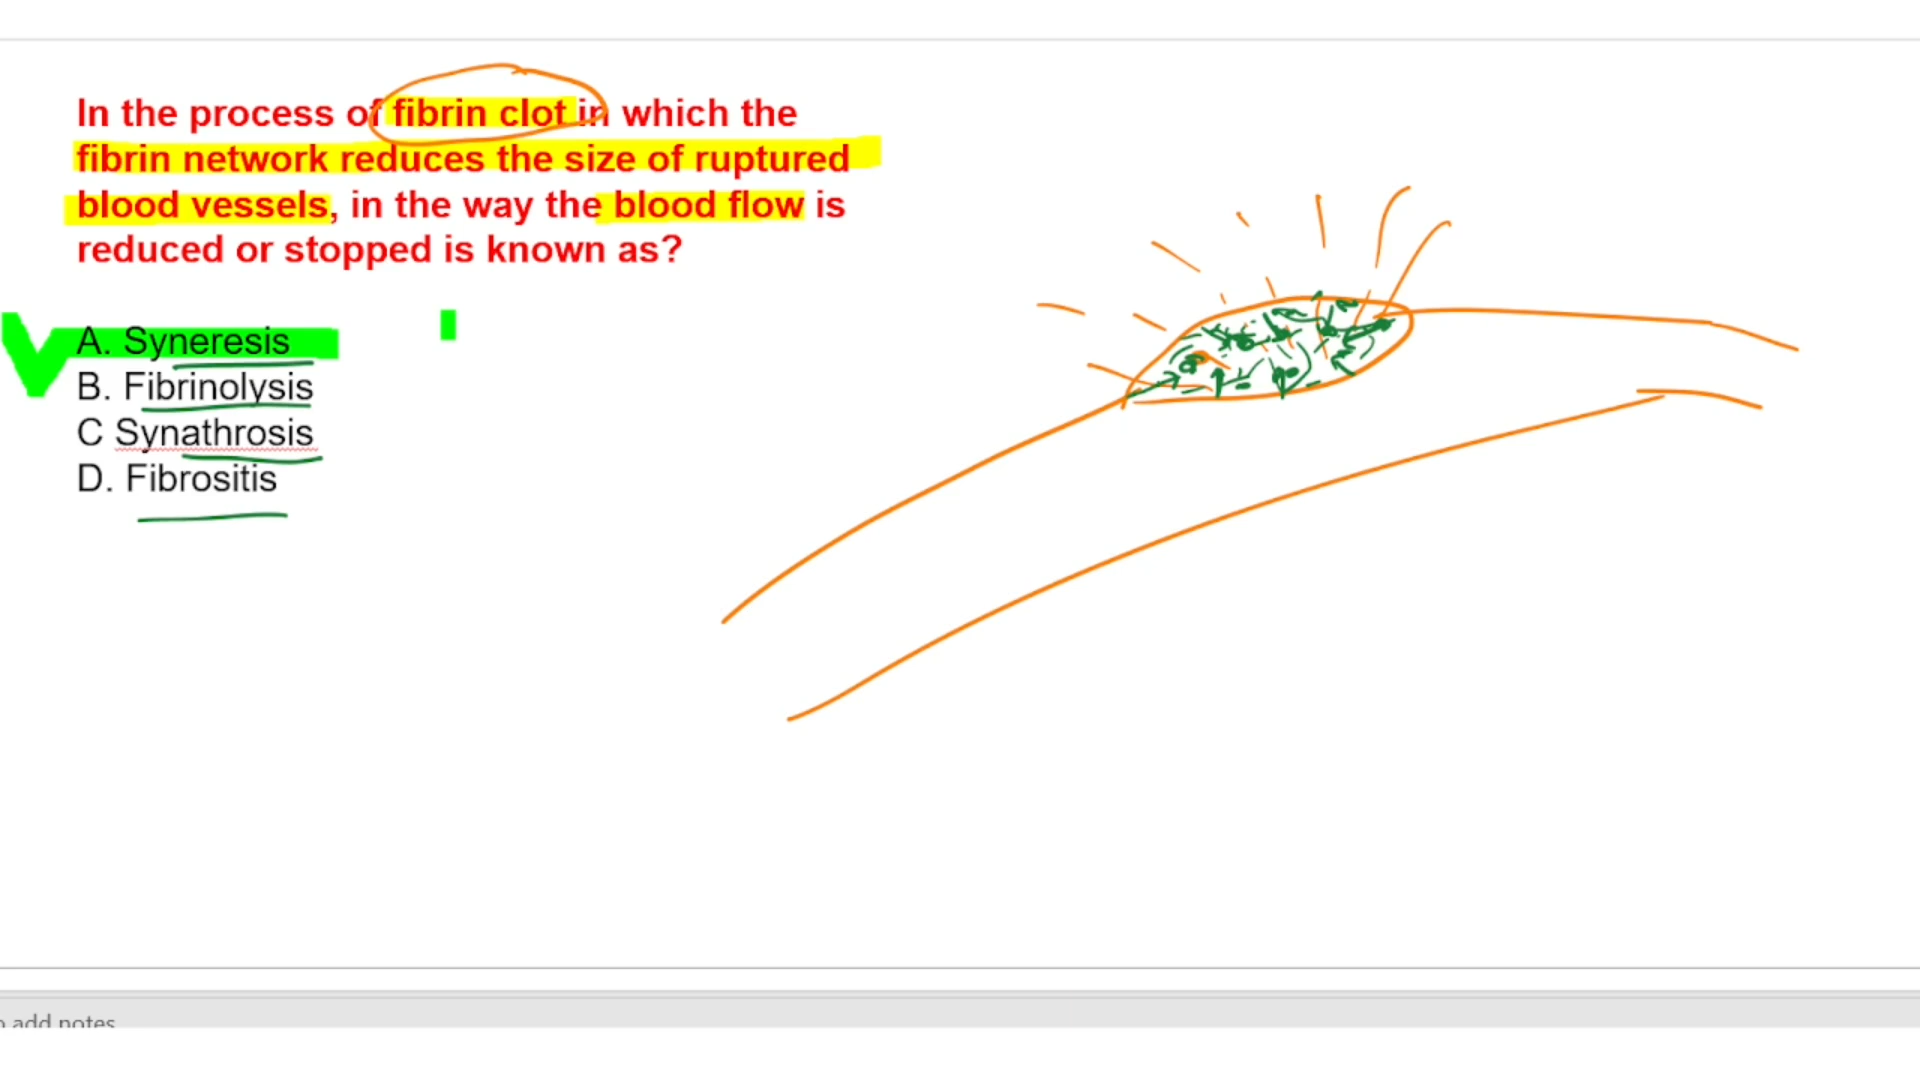 In the process of fibrin clot in which the
fibrin network reduces the size of ruptured
blood vessels, in the way the blood flow is
reduced or stopped is known as?
A. Syneresis
B. Fibrinolysis
C Synathrosis
D. Fibrositis
add notes